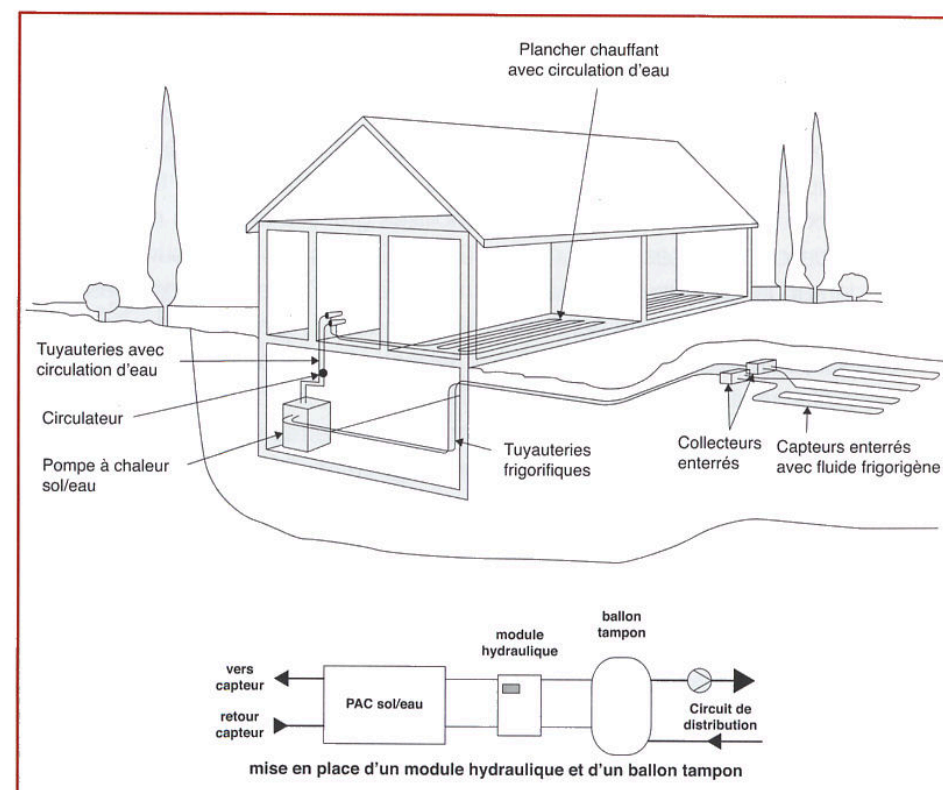 Plancher chauffant
avec circulation d'eau
Tuyauteries avec
circulation d'eau
Circulateur
Pompe à chaleur
sol/eau
Tuyauteries
frigorifiques
Collecteurs
enterrés
Capteurs enterrés
avec fluide frigorigène
vers
capteur
retour
capteur
PAC sol/eau
module
hydraulique
ballon
tampon
Circuit de
distribution
mise en place d'un module hydraulique et d'un ballon tampon